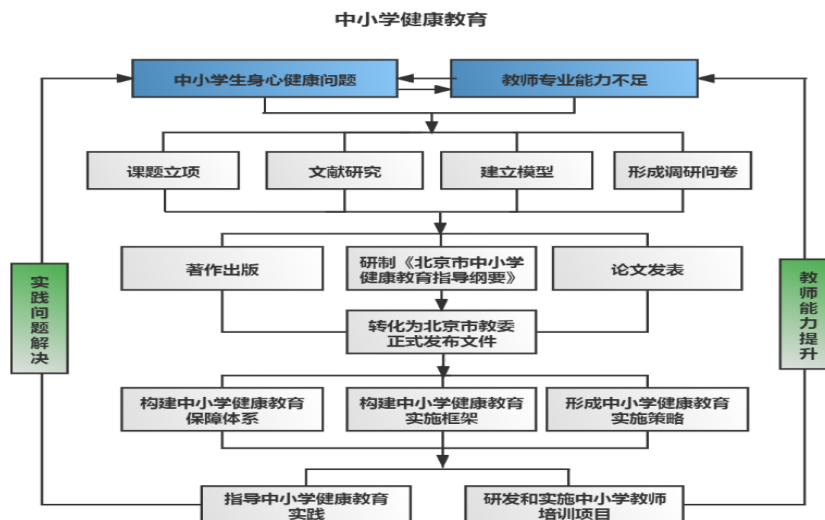 中小学健康教育
中小学生身心健康问题
教师专业能力不足
课题立项
文献研究
建立模型
形成调研问卷
著作出版
研制《北京市中小学
健康教育指导纲要》
论文发表
实践问题解决
教师能力提升
转化为北京市教委
正式发布文件
构建中小学健康教育
保障体系
构建中小学健康教育
实施框架
形成中小学健康教育
实施策略
指导中小学健康教育
实践
研发和实施中小学教师
培训项目